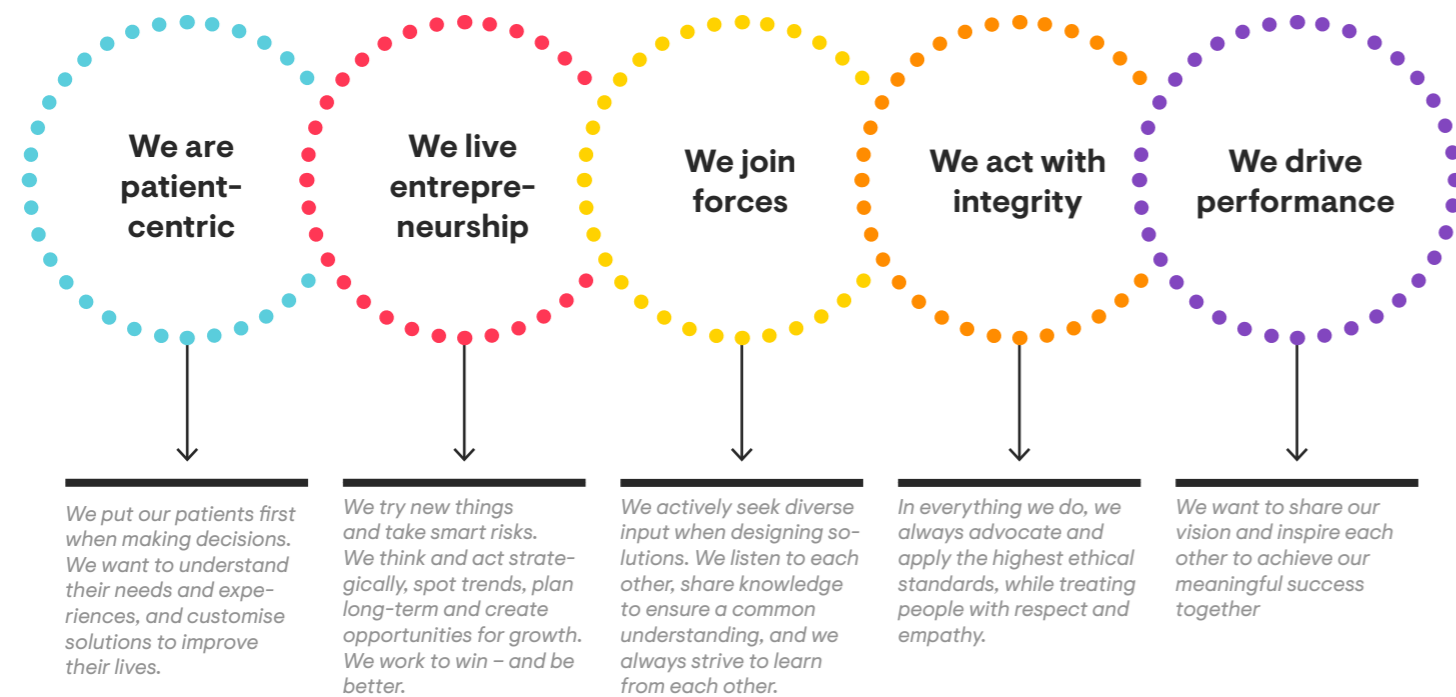 We are
patient-
centric
We live
entrepre-
neurship
We join
forces
We act with
integrity
We drive
performance
We put our patients first
when making decisions.
We want to understand
their needs and expe-
riences, and customise
solutions to improve
their lives.
We try new things
and take smart risks.
We think and act strate-
gically, spot trends, plan
long-term and create
opportunities for growth.
We work to win – and be
better.
We actively seek diverse
input when designing so-
lutions. We listen to each
other, share knowledge
to ensure a common
understanding, and we
always strive to learn
from each other.
In everything we do, we
always advocate and
apply the highest ethical
standards, while treating
people with respect and
empathy.
We want to share our
vision and inspire each
other to achieve our
meaningful success
together